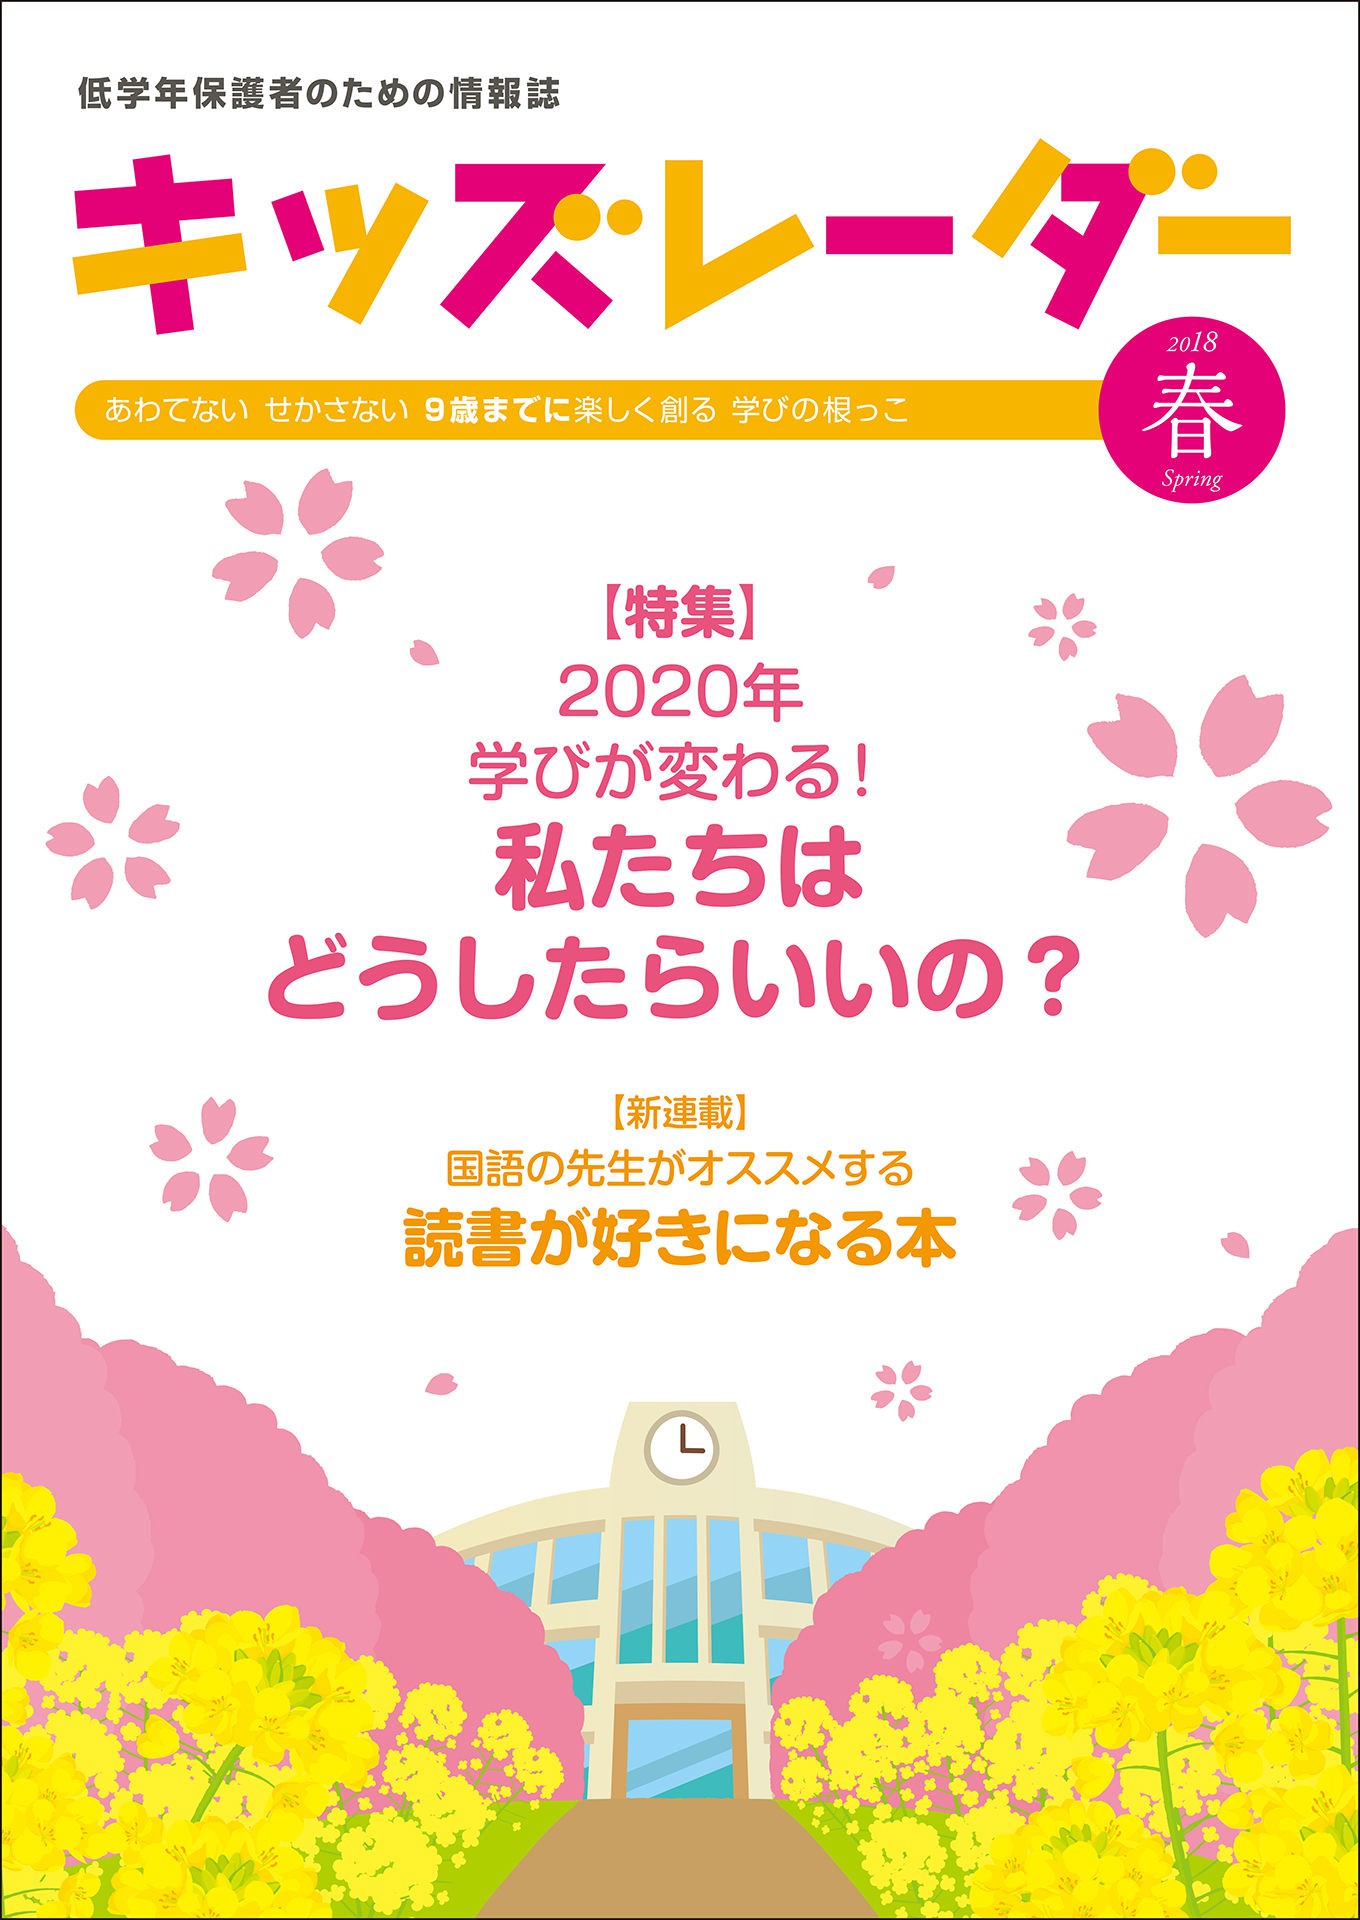 低学年保護者のための情報誌
キッズレーダー
2018
春
Spring
あわてない せかさない 9歳までに楽しく創る 学びの根っこ
【特集】
2020年
学びが変わる！
私たちは
どうしたらいいの？
【新連載】
国語の先生がオススメする
読書が好きになる本